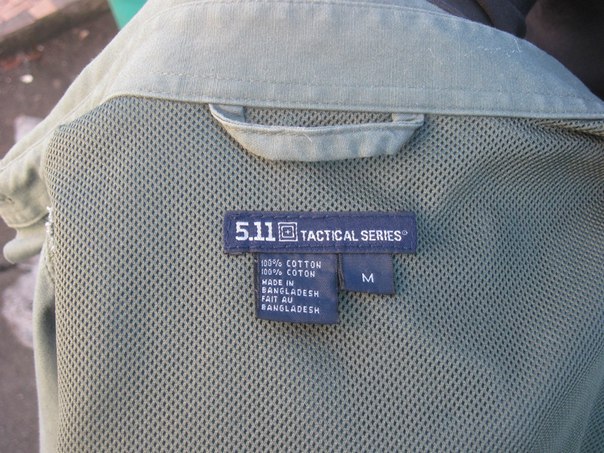 5.11 TACTICAL SERIES®
100% COTTON
100% COTON
MADE IN
BANGLADESH
FAIT AU
BANGLADESH
M